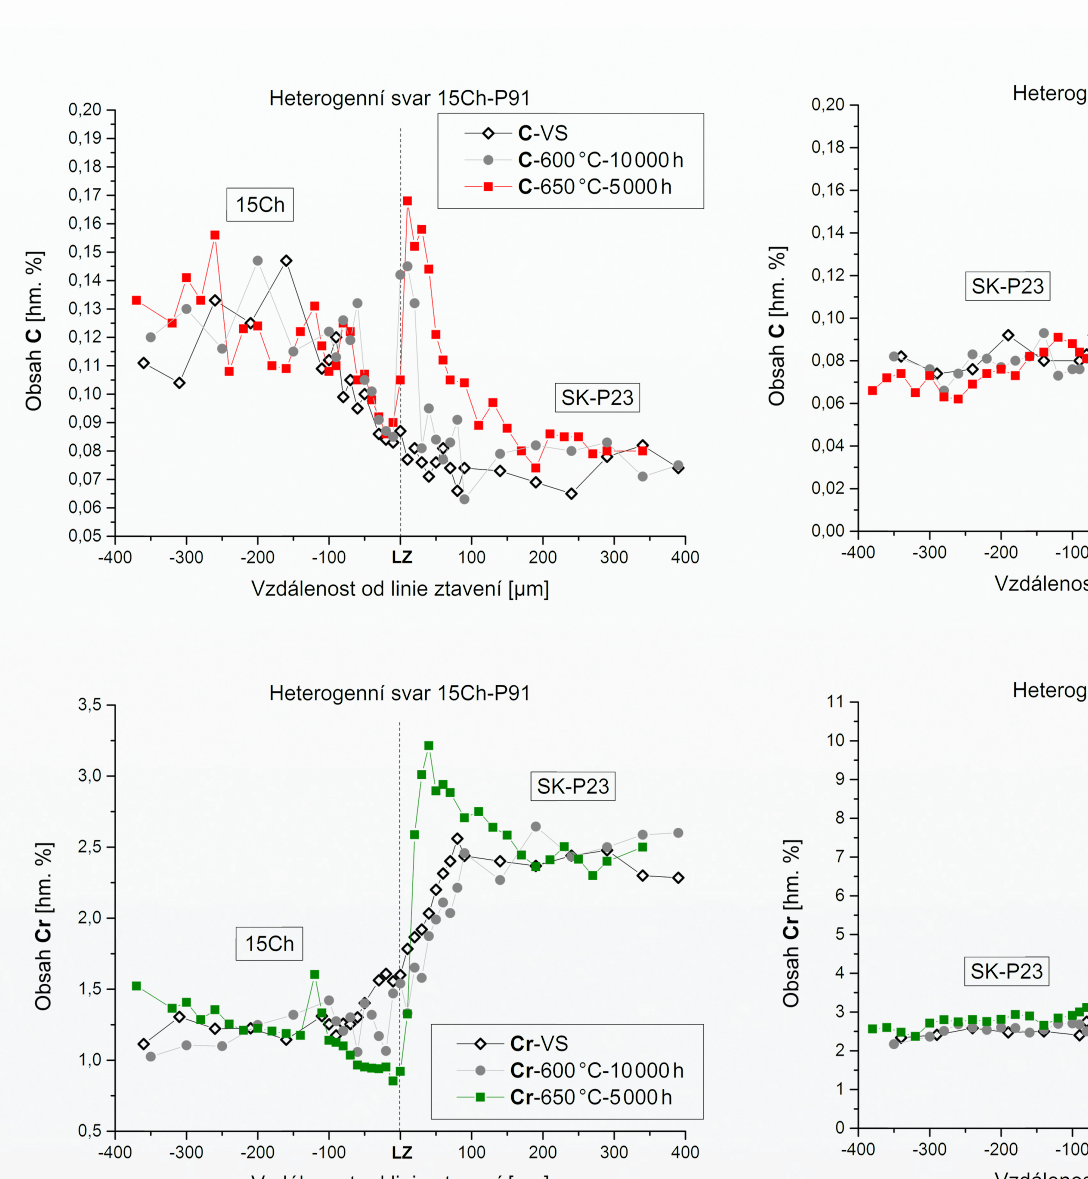 Heterogenní svar 15Ch-P91
0,20
0,19
0,18
0,17
0,16
0,15
0,14
0,13
0,12
0,11
0,10
0,09
0,08
0,07
0,06
0,05
Obsah C [hm. %]
C-VS
C-600 °C-10000 h
C-650 °C-5000 h
15Ch
SK-P23
-400 -300 -200 -100 LZ 100 200 300 400
Vzdálenost od linie ztavení [µm]
Heterog
0,20
0,18
0,16
0,14
0,12
0,10
0,08
0,06
0,04
0,02
0,00
Obsah C [hm. %]
SK-P23
-400 -300 -200 -100
Vzdálenos
Heterogenní svar 15Ch-P91
3,5
3,0
2,5
2,0
1,5
1,0
0,5
Obsah Cr [hm. %]
SK-P23
15Ch
Cr-VS
Cr-600 °C-10000 h
Cr-650 °C-5000 h
-400 -300 -200 -100 LZ 100 200 300 400
Heterog
11
10
9
8
7
6
5
4
3
2
1
0
Obsah Cr [hm. %]
SK-P23
-400 -300 -200 -100